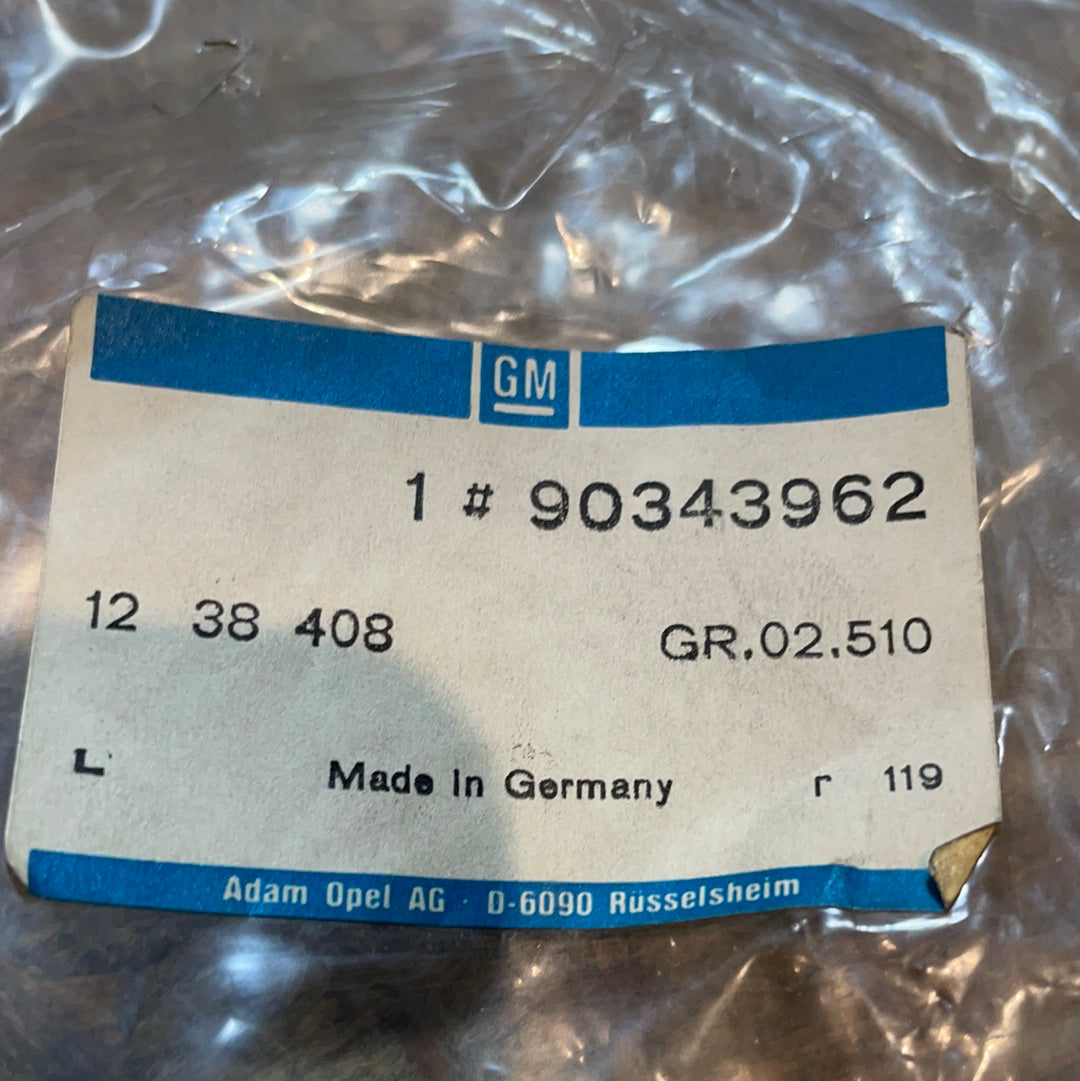 GM
1 # 90343962
12 38 408 GR.02.510
L Made in Germany r 119
Adam Opel AG · D-6090 Rüsselsheim